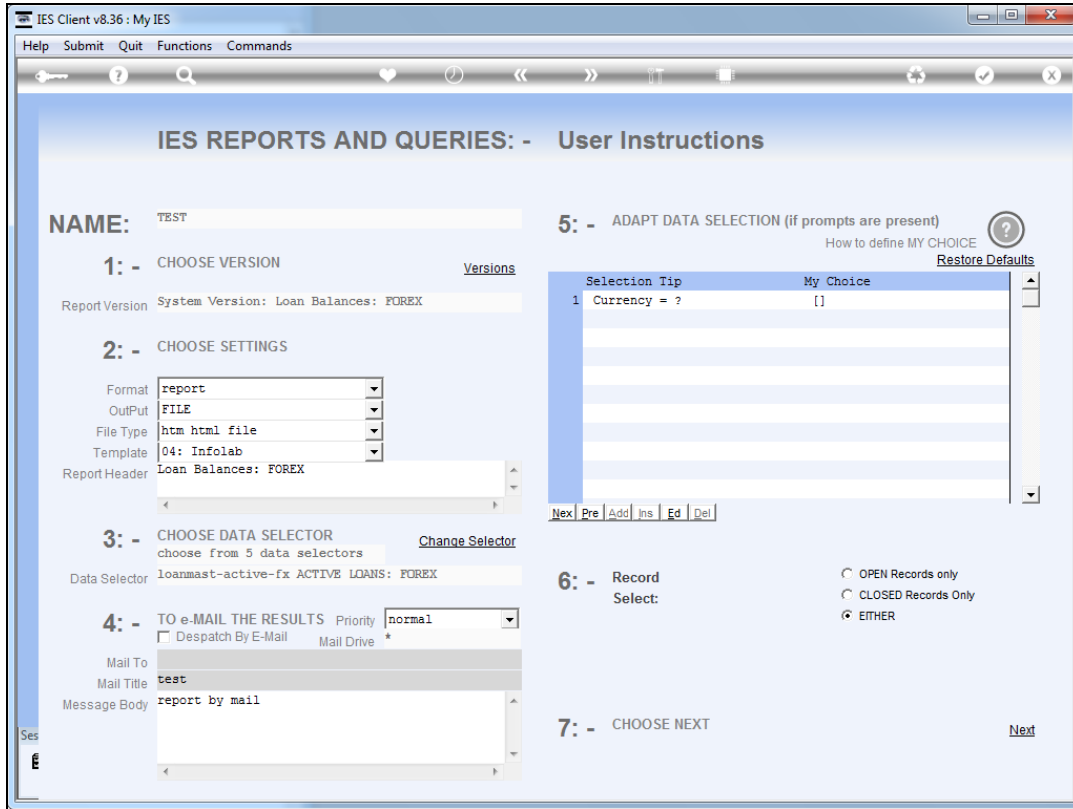 IES Client v8.36 : My IES
Help Submit Quit Functions Commands
IES REPORTS AND QUERIES: - User Instructions
NAME: TEST
1: - CHOOSE VERSION Versions
Report Version System Version: Loan Balances: FOREX
2: - CHOOSE SETTINGS
Format report
OutPut FILE
File Type htm html file
Template 04: Infolab
Report Header Loan Balances: FOREX
3: - CHOOSE DATA SELECTOR Change Selector
choose from 5 data selectors
Data Selector loanmast-active-fx ACTIVE LOANS: FOREX
4: - TO e-MAIL THE RESULTS Priority normal
Despatch By E-Mail Mail Drive *
Mail To
Mail Title test
Message Body report by mail
5: - ADAPT DATA SELECTION (if prompts are present)
How to define MY CHOICE
?
Restore Defaults
Selection Tip My Choice
1 Currency = ? []
Nex Pre Add Ins Ed Del
6: - Record Select:
OPEN Records only
CLOSED Records Only
EITHER
7: - CHOOSE NEXT Next
Ses